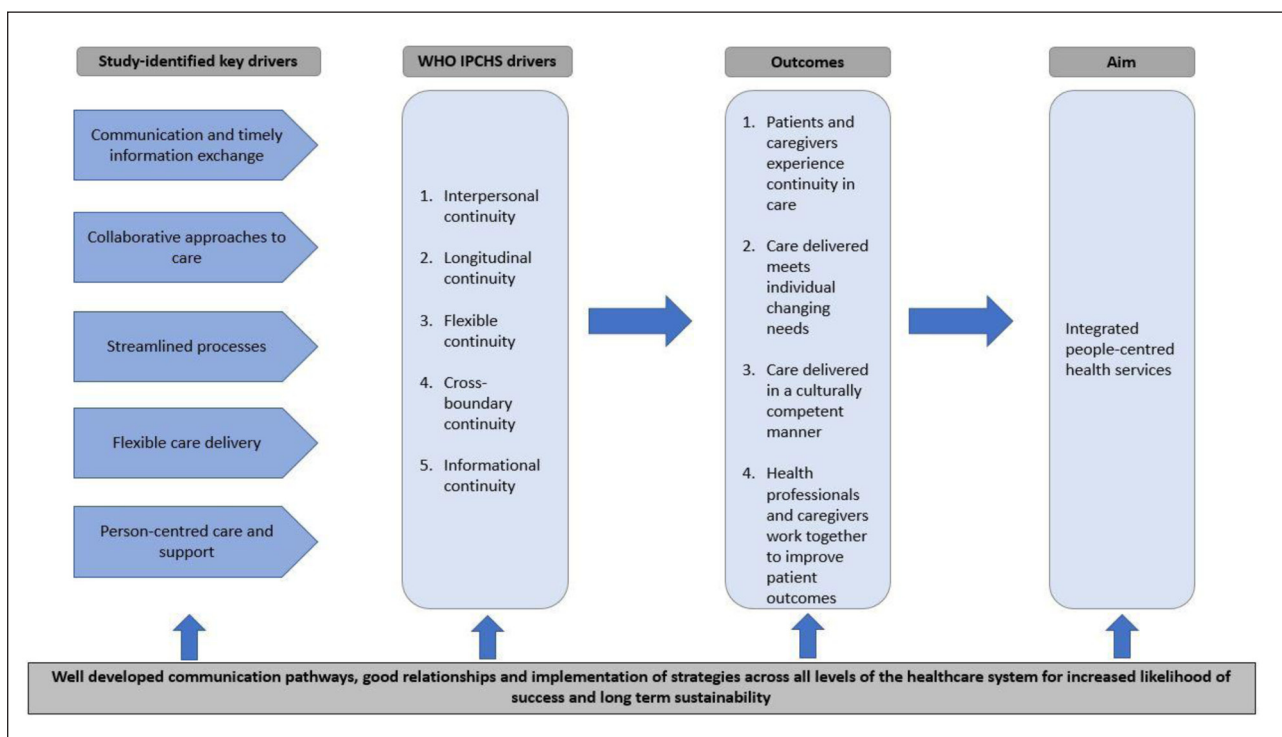 Study-identified key drivers
Communication and timely
information exchange
Collaborative approaches to
care
Streamlined processes
Flexible care delivery
Person-centred care and
support
WHO IPCHS drivers
1. Interpersonal
continuity
2. Longitudinal
continuity
3. Flexible
continuity
4. Cross-
boundary
continuity
5. Informational
continuity
Outcomes
1. Patients and
caregivers
experience
continuity in
care
2. Care delivered
meets
individual
changing
needs
3. Care delivered
in a culturally
competent
manner
4. Health
professionals
and caregivers
work together
to improve
patient
outcomes
Aim
Integrated
people-centred
health services
Well developed communication pathways, good relationships and implementation of strategies across all levels of the healthcare system for increased likelihood of
success and long term sustainability